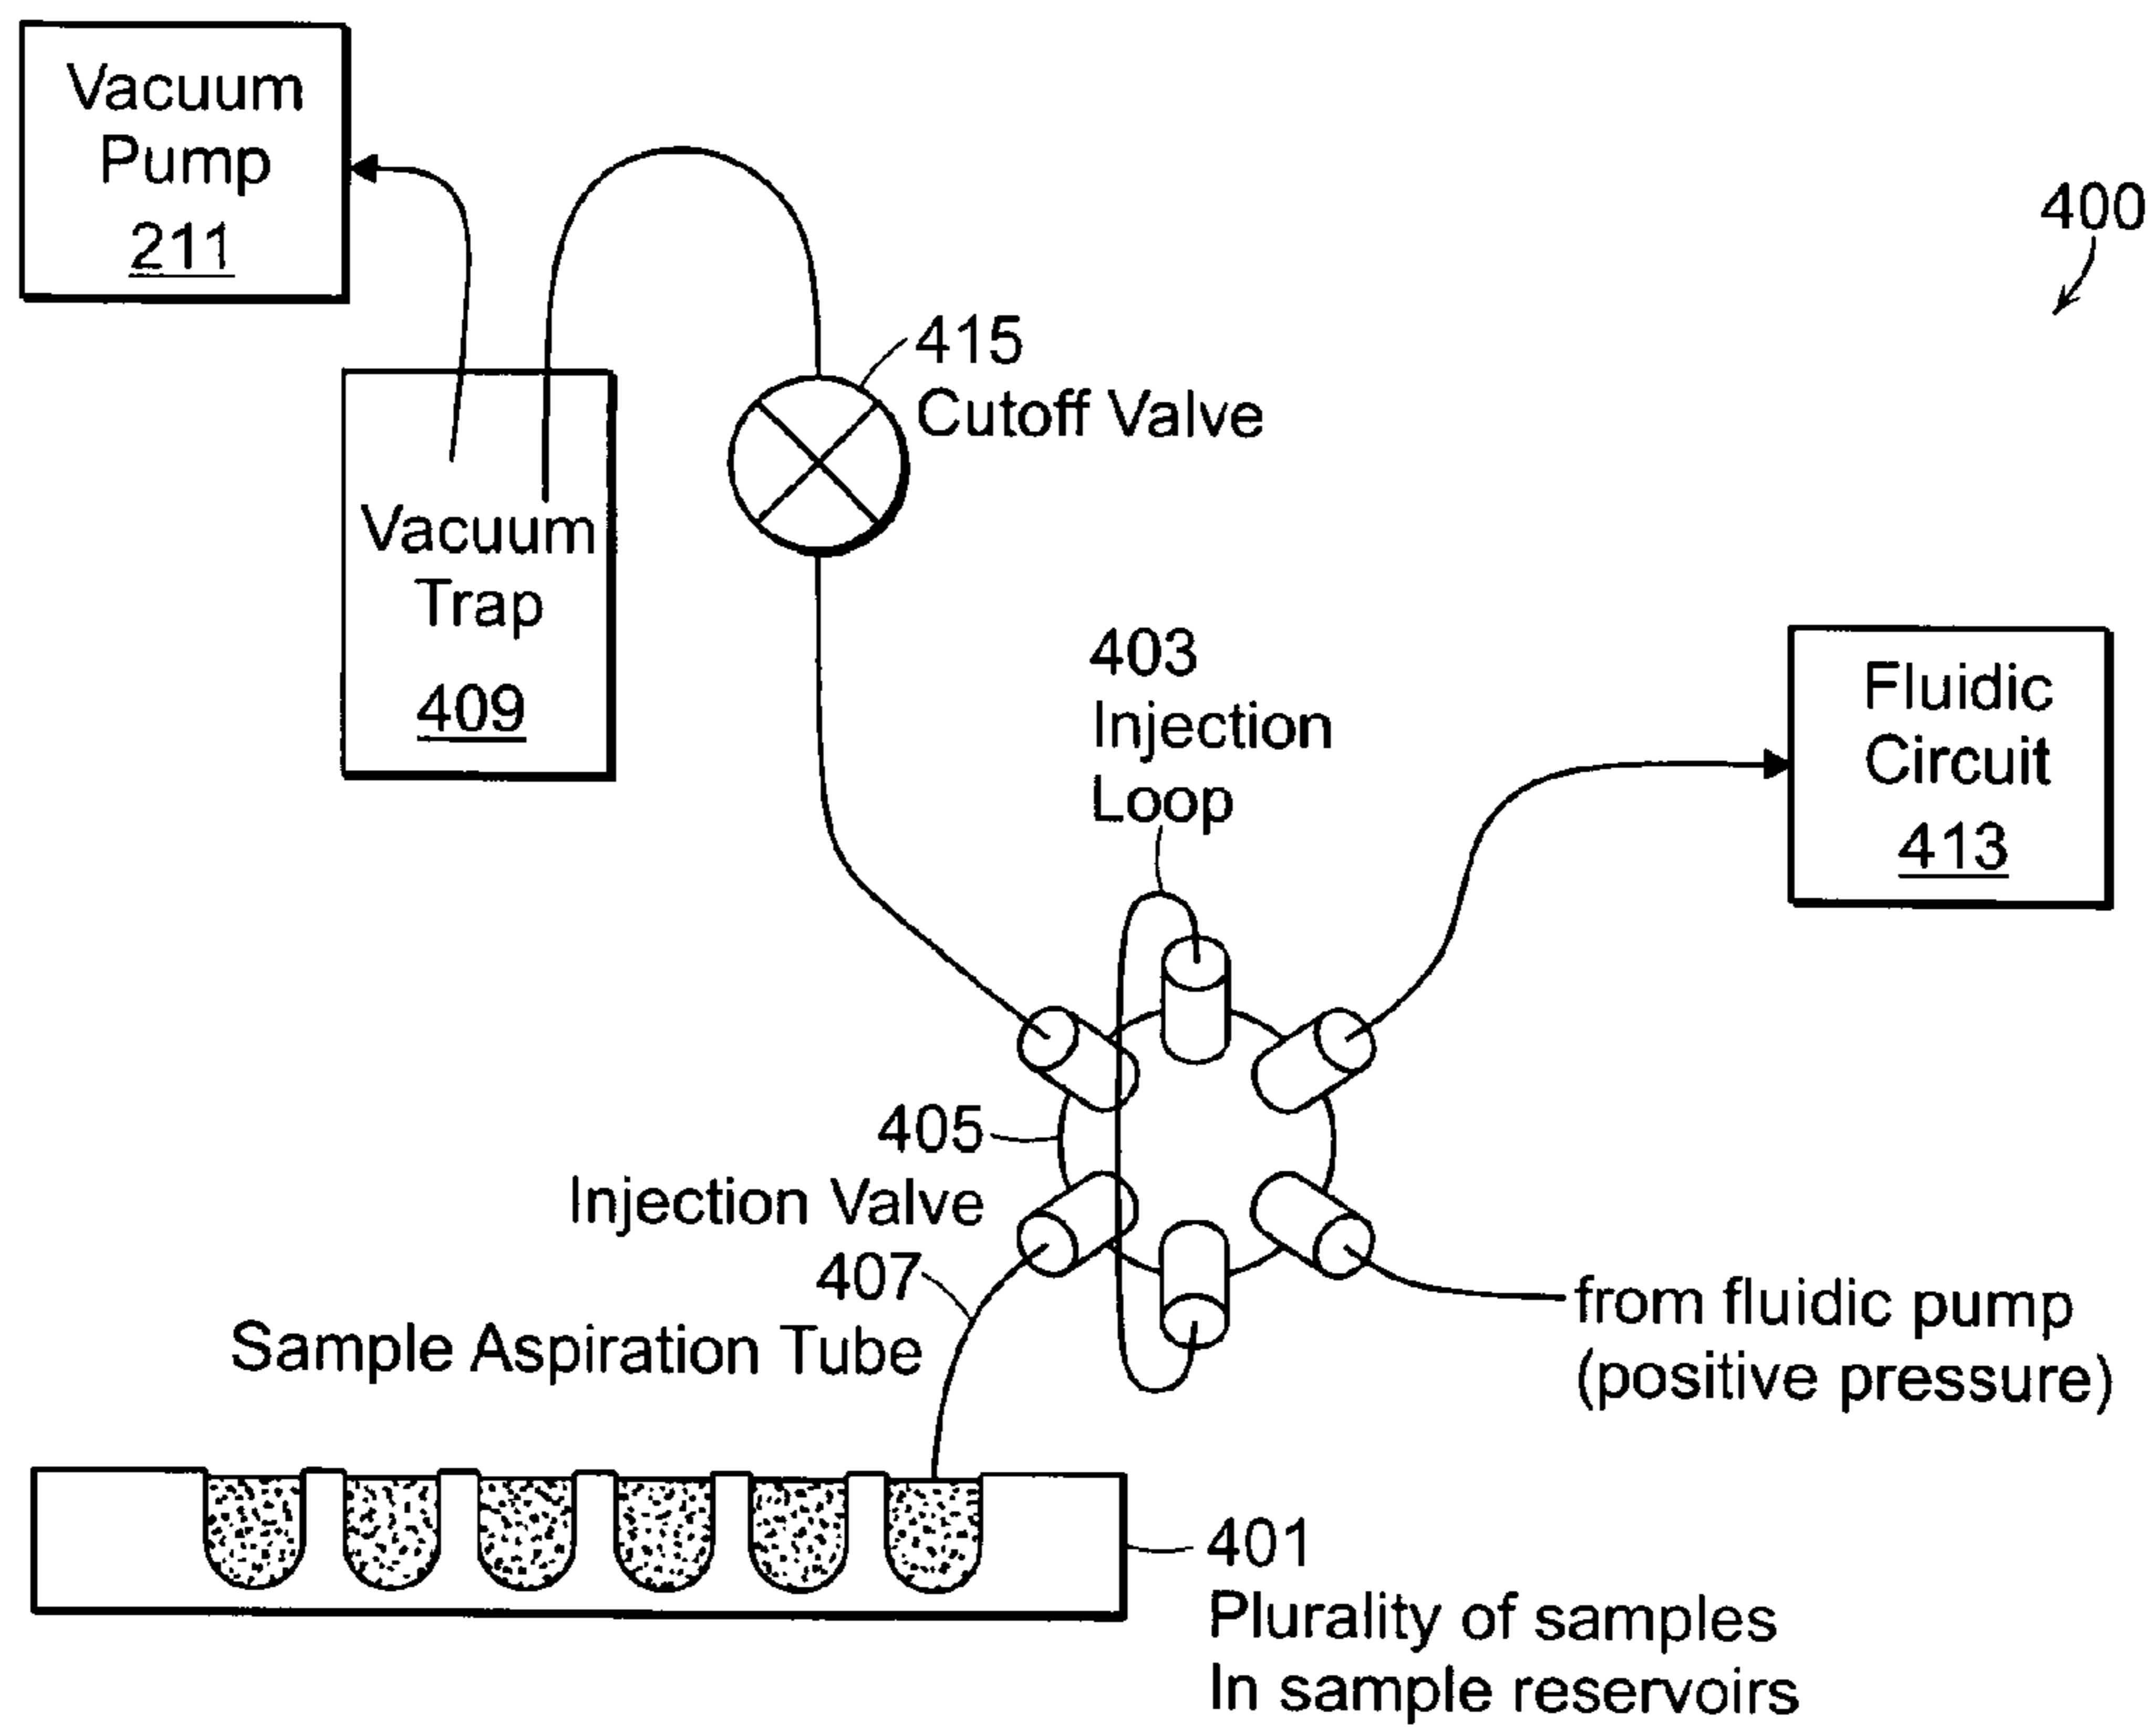 Vacuum
Pump
211
400
415
Cutoff Valve
Vacuum
Trap
409
403
Injection
Loop
Fluidic
Circuit
413
405
Injection Valve
407
Sample Aspiration Tube
from fluidic pump
(positive pressure)
401
Plurality of samples
In sample reservoirs